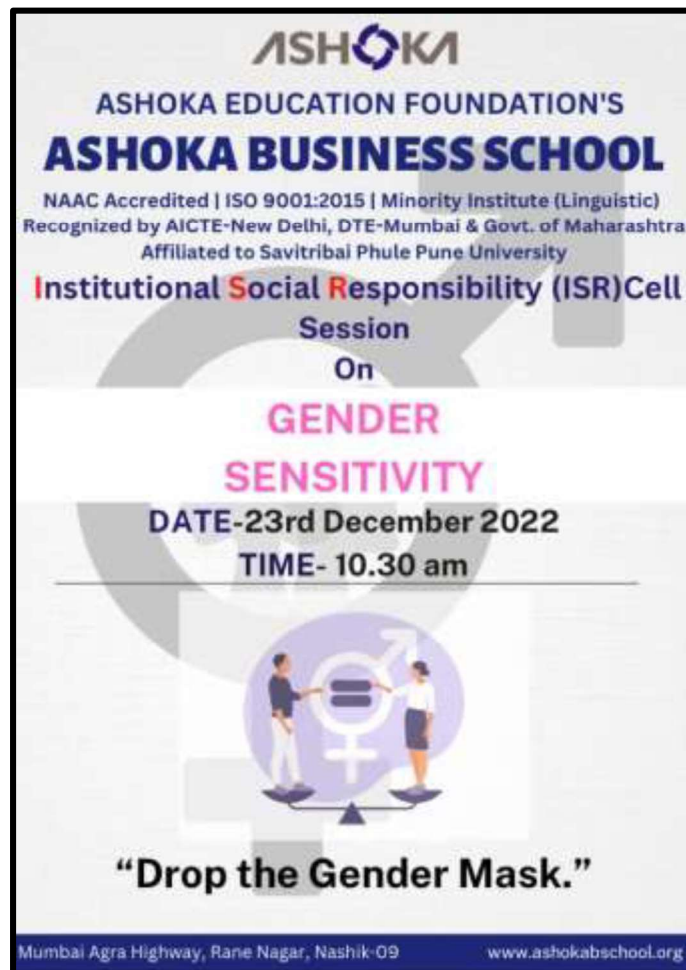 ASHOKA
ASHOKA EDUCATION FOUNDATION'S
ASHOKA BUSINESS SCHOOL
NAAC Accredited | ISO 9001:2015 | Minority Institute (Linguistic)
Recognized by AICTE-New Delhi, DTE-Mumbai & Govt. of Maharashtra
Affiliated to Savitribai Phule Pune University
Institutional Social Responsibility (ISR)Cell
Session
On
GENDER
SENSITIVITY
DATE-23rd December 2022
TIME- 10.30 am
“Drop the Gender Mask.”
Mumbai Agra Highway, Rane Nagar, Nashik-09 www.ashokabschool.org